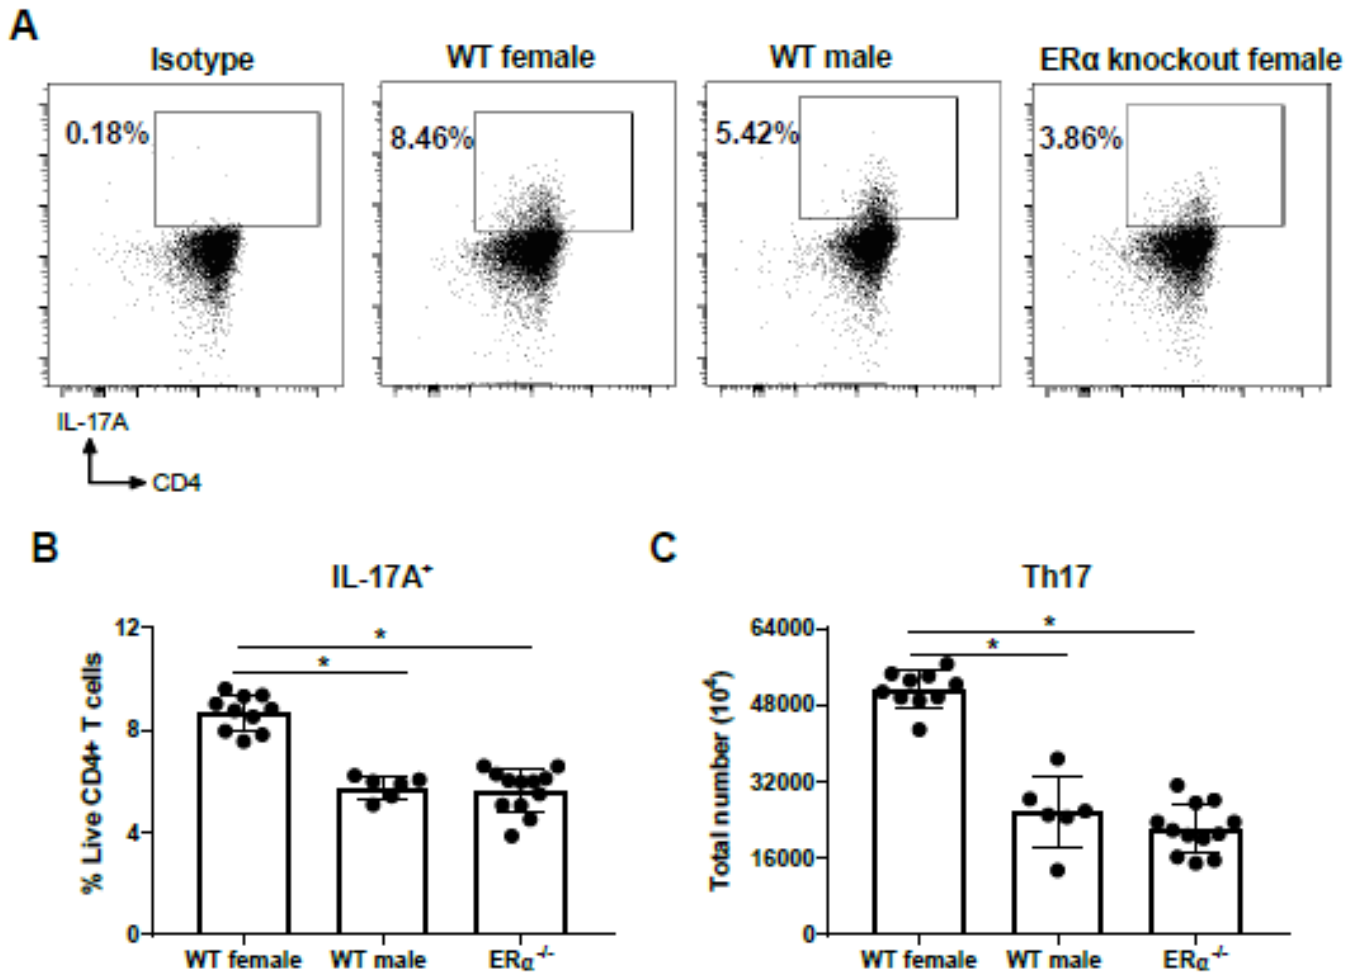 A
Isotype
WT female
WT male
ERα knockout female
0.18%
8.46%
5.42%
3.86%
IL-17A
CD4
B
IL-17A⁺
% Live CD4+ T cells
12
8
4
0
*
*
WT female
WT male
ERα⁻/⁻
C
Th17
Total number (10⁴)
64000
48000
32000
16000
0
*
*
WT female
WT male
ERα⁻/⁻